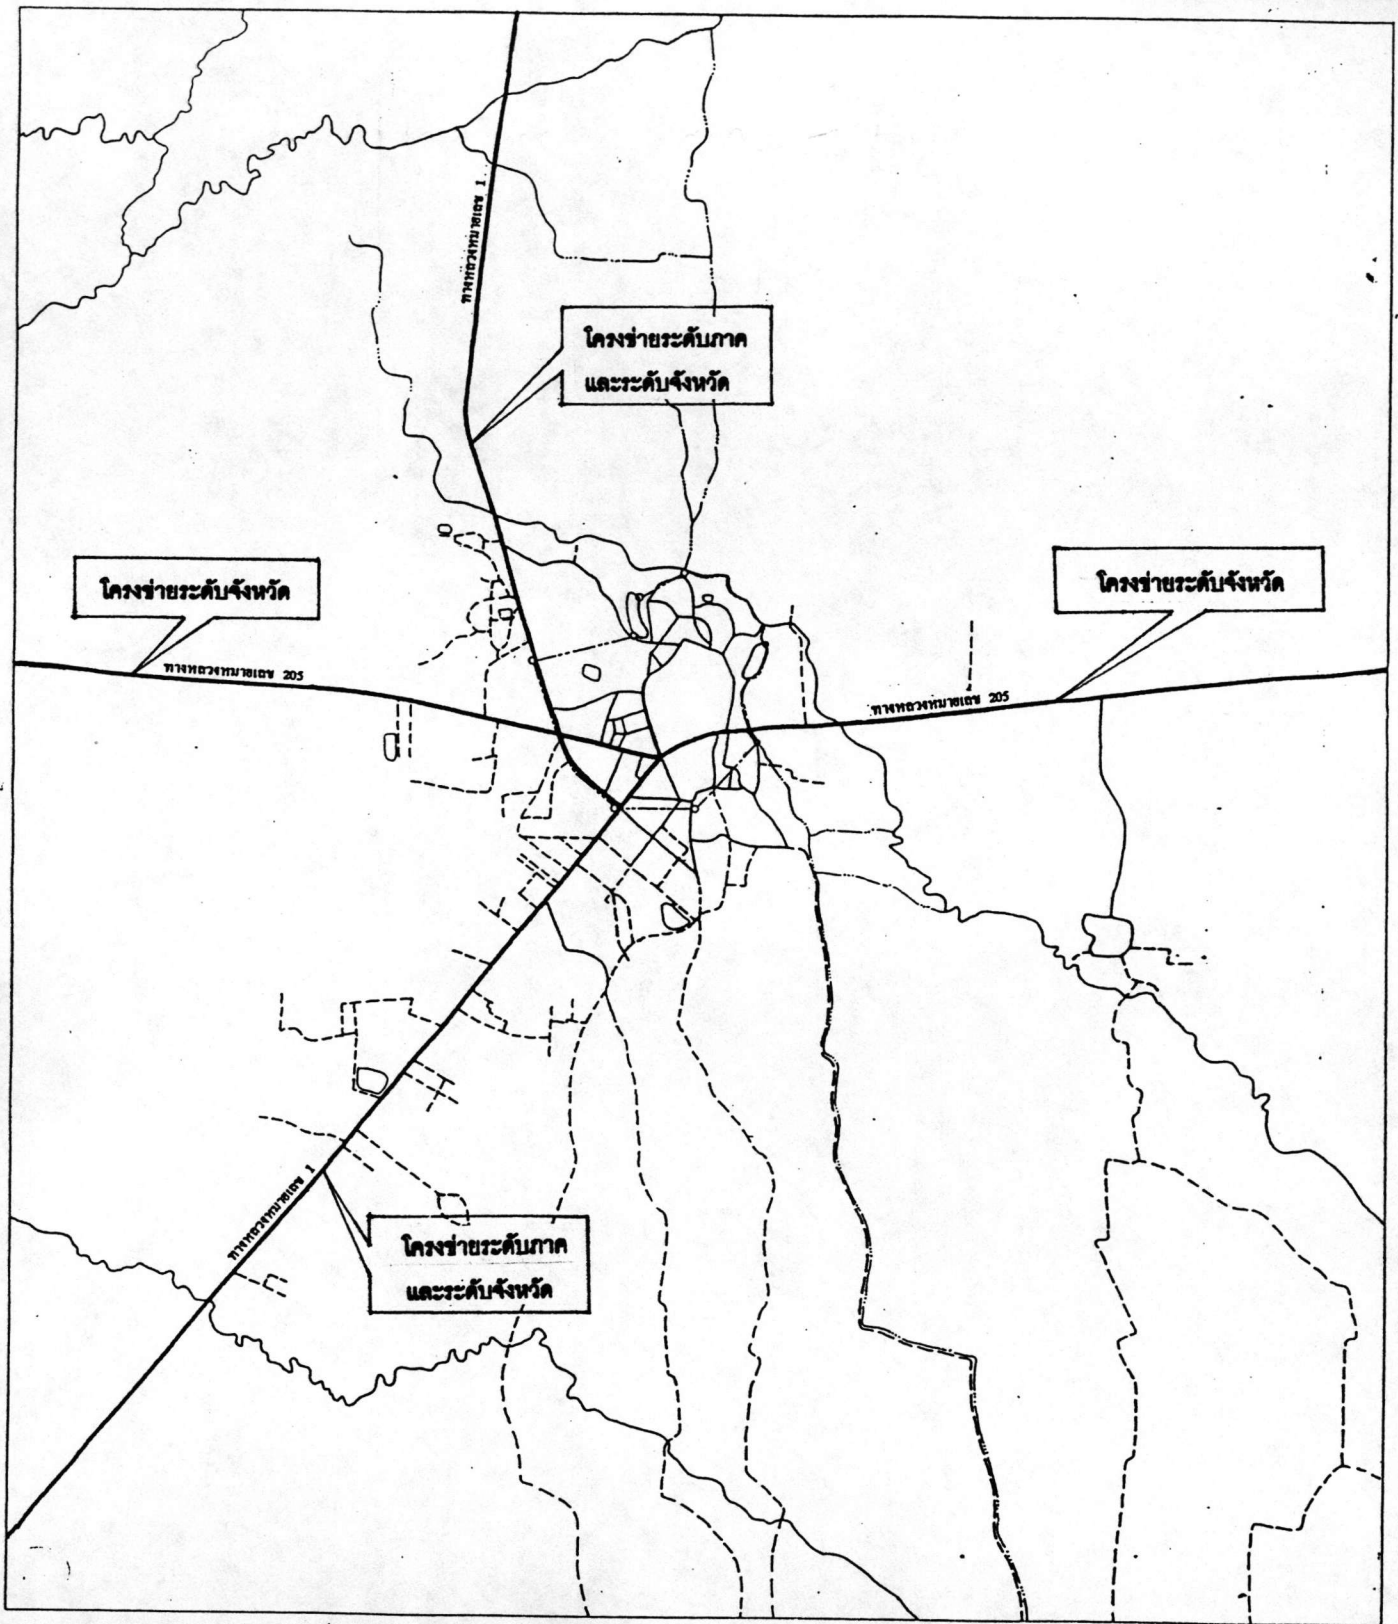 ทางหลวงหมายเลข 1
โครงข่ายระดับภาค
และระดับจังหวัด
โครงข่ายระดับจังหวัด
โครงข่ายระดับจังหวัด
ทางหลวงหมายเลข 205
ทางหลวงหมายเลข 205
ทางหลวงหมายเลข 1
โครงข่ายระดับภาค
และระดับจังหวัด